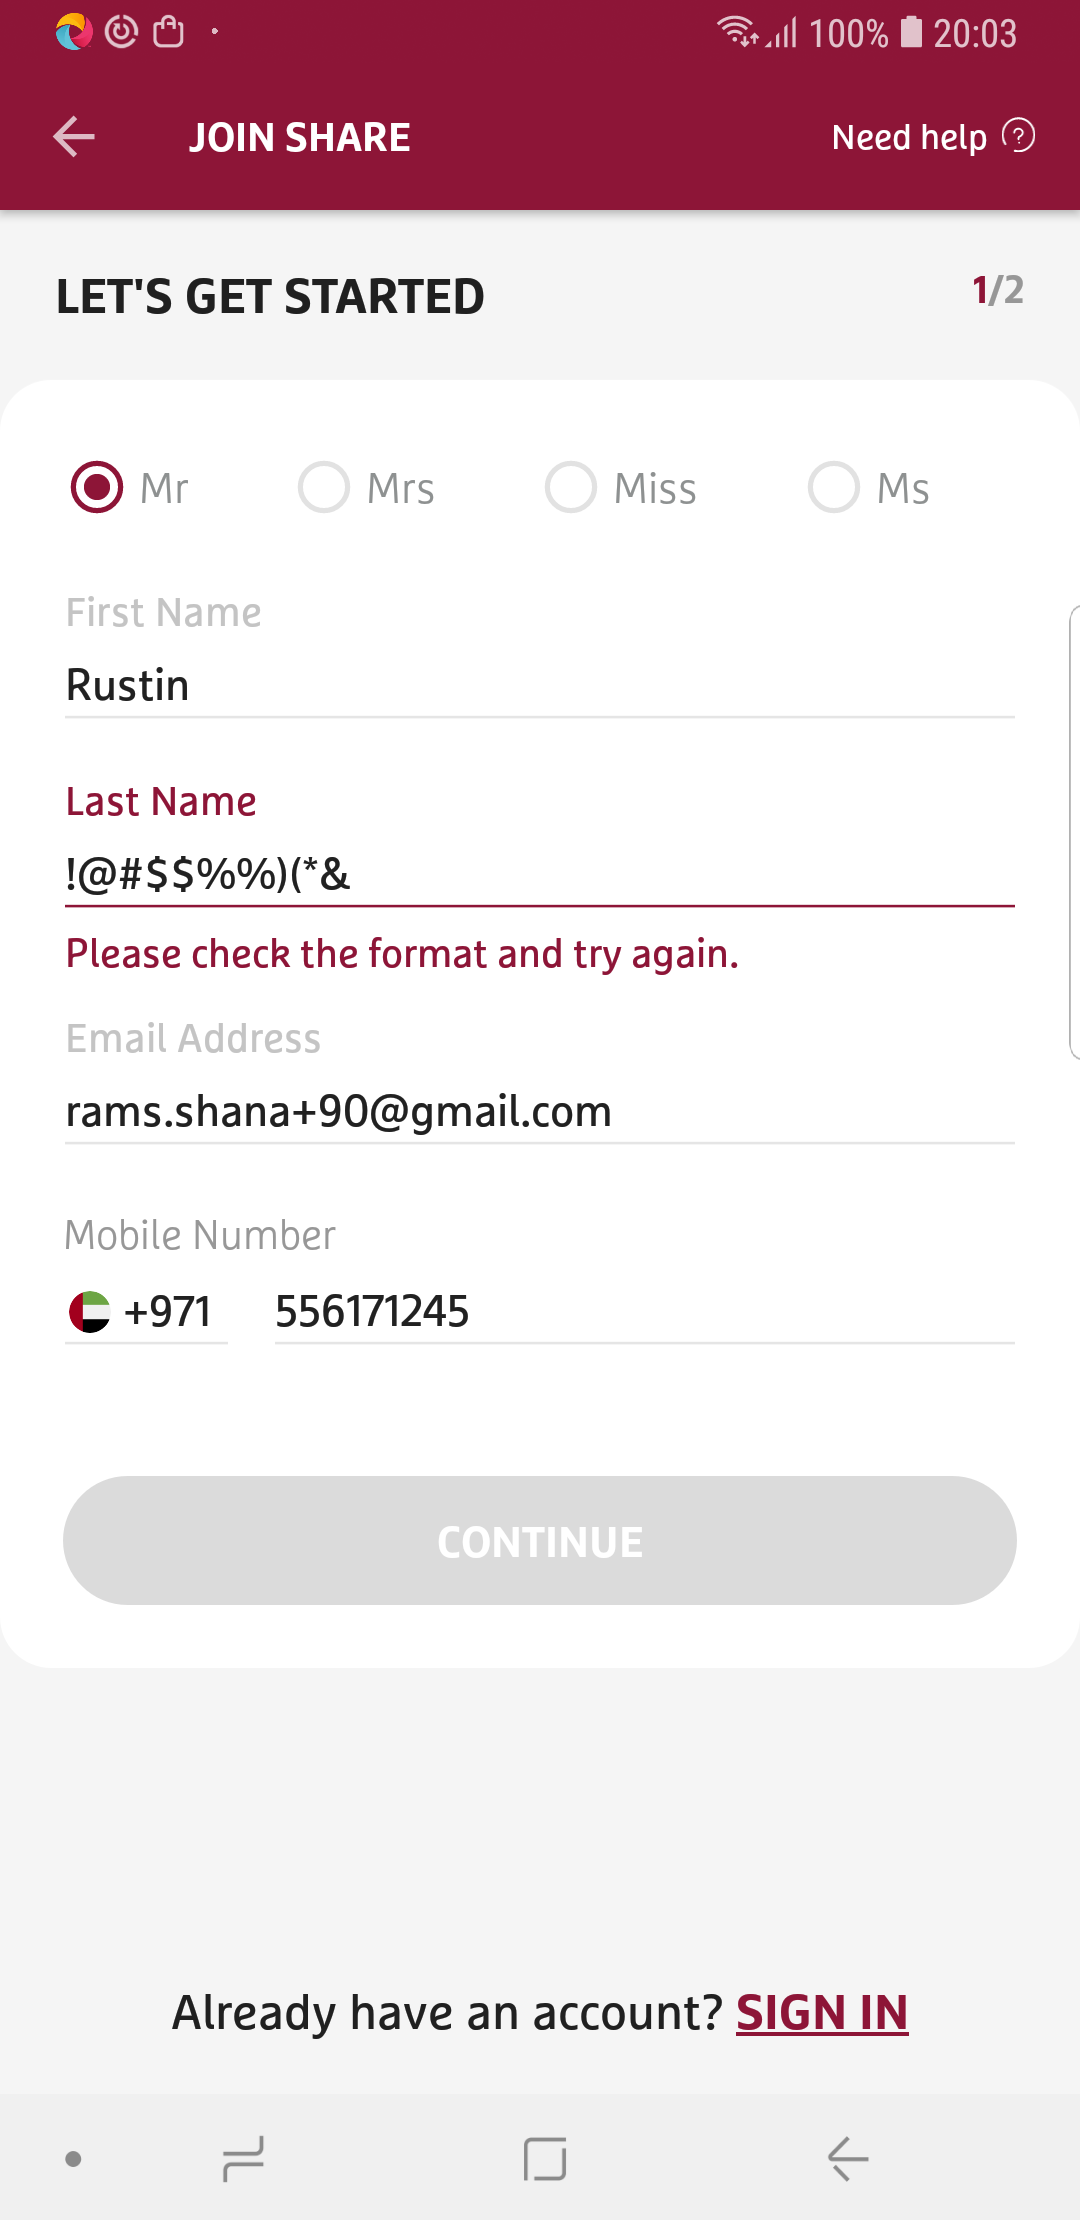 100% 20:03
JOIN SHARE Need help ?
LET'S GET STARTED 1/2
Mr Mrs Miss Ms
First Name
Rustin
Last Name
!@#$$%%)(*&
Please check the format and try again.
Email Address
rams.shana+90@gmail.com
Mobile Number
+971 556171245
CONTINUE
Already have an account? SIGN IN